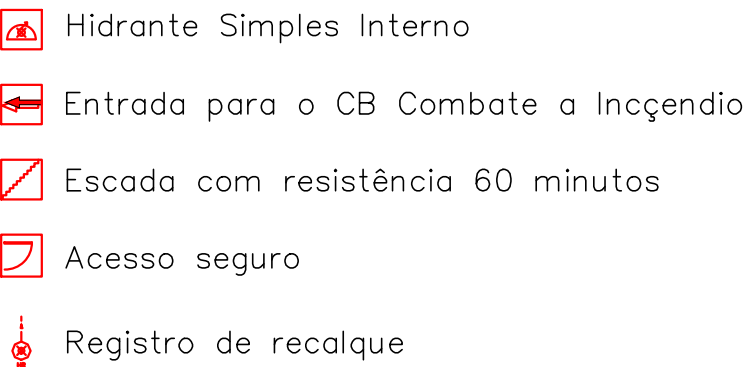 Hidrante Simples Interno
Entrada para o CB Combate a Incçendio
Escada com resistência 60 minutos
Acesso seguro
Registro de recalque